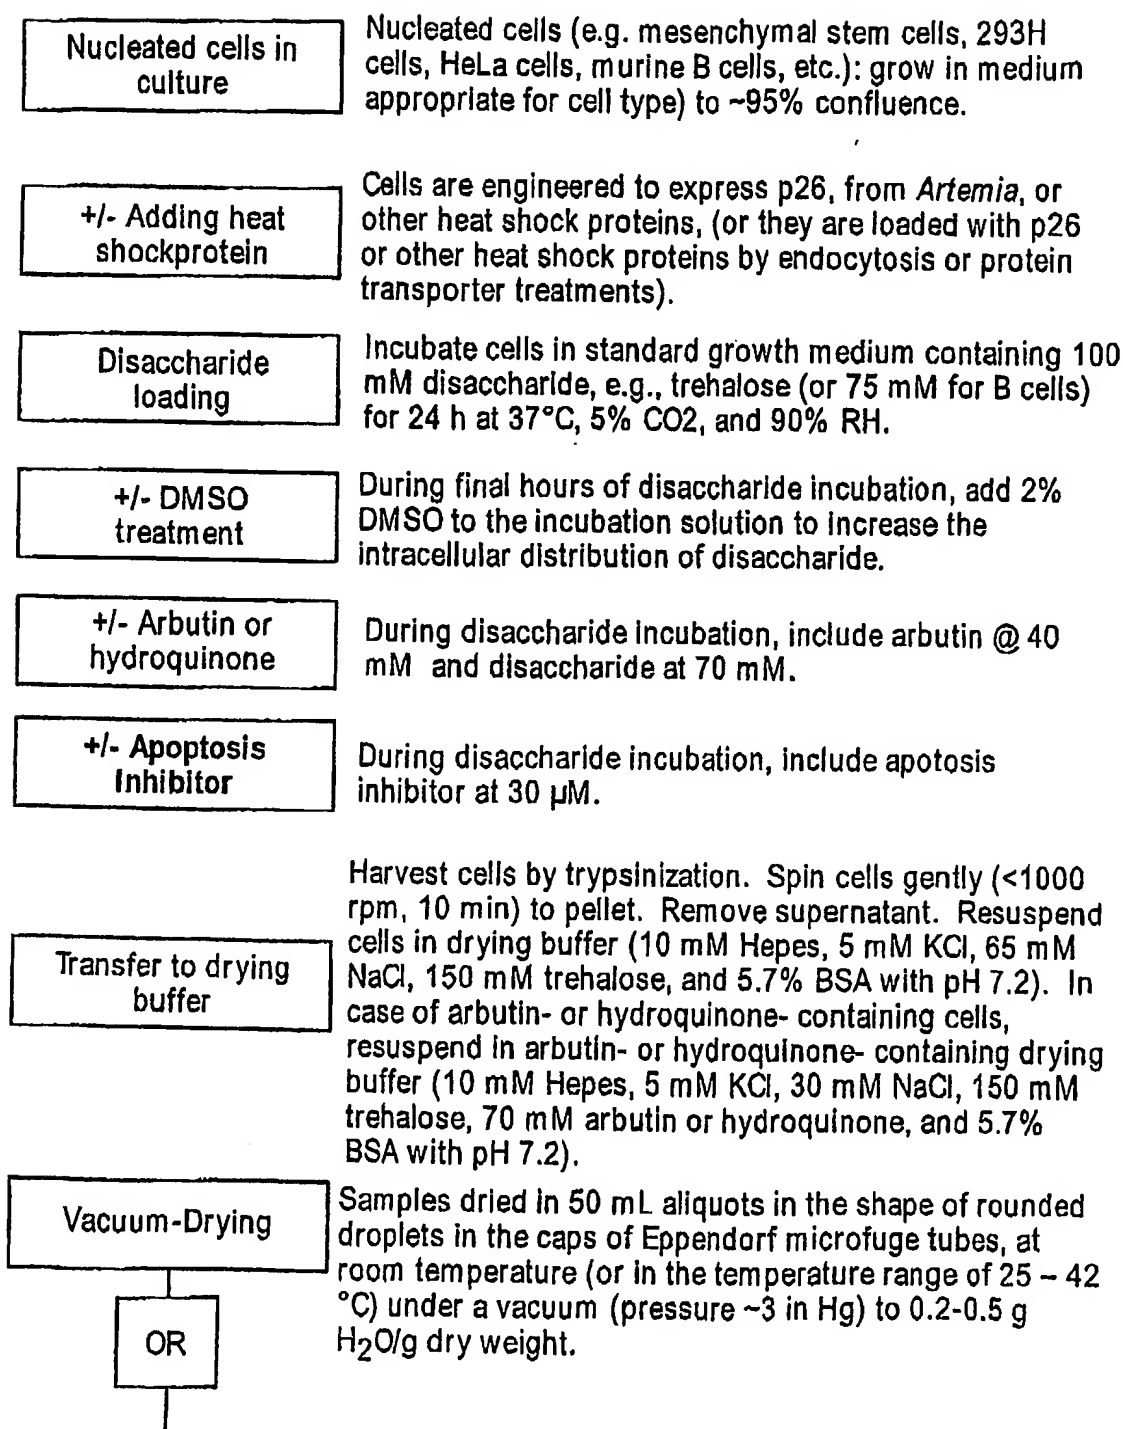 Nucleated cells in
culture
Nucleated cells (e.g. mesenchymal stem cells, 293H
cells, HeLa cells, murine B cells, etc.): grow in medium
appropriate for cell type) to ~95% confluence.
+/- Adding heat
shockprotein
Cells are engineered to express p26, from Artemia, or
other heat shock proteins, (or they are loaded with p26
or other heat shock proteins by endocytosis or protein
transporter treatments).
Disaccharide
loading
Incubate cells in standard growth medium containing 100
mM disaccharide, e.g., trehalose (or 75 mM for B cells)
for 24 h at 37°C, 5% CO2, and 90% RH.
+/- DMSO
treatment
During final hours of disaccharide incubation, add 2%
DMSO to the incubation solution to increase the
intracellular distribution of disaccharide.
+/- Arbutin or
hydroquinone
During disaccharide incubation, include arbutin @ 40
mM and disaccharide at 70 mM.
+/- Apoptosis
Inhibitor
During disaccharide incubation, include apotosis
inhibitor at 30 µM.
Transfer to drying
buffer
Harvest cells by trypsinization. Spin cells gently (<1000
rpm, 10 min) to pellet. Remove supernatant. Resuspend
cells in drying buffer (10 mM Hepes, 5 mM KCl, 65 mM
NaCl, 150 mM trehalose, and 5.7% BSA with pH 7.2). In
case of arbutin- or hydroquinone- containing cells,
resuspend in arbutin- or hydroquinone- containing drying
buffer (10 mM Hepes, 5 mM KCl, 30 mM NaCl, 150 mM
trehalose, 70 mM arbutin or hydroquinone, and 5.7%
BSA with pH 7.2).
Vacuum-Drying
Samples dried in 50 mL aliquots in the shape of rounded
droplets in the caps of Eppendorf microfuge tubes, at
room temperature (or in the temperature range of 25 – 42
°C) under a vacuum (pressure ~3 in Hg) to 0.2-0.5 g
H2O/g dry weight.
OR